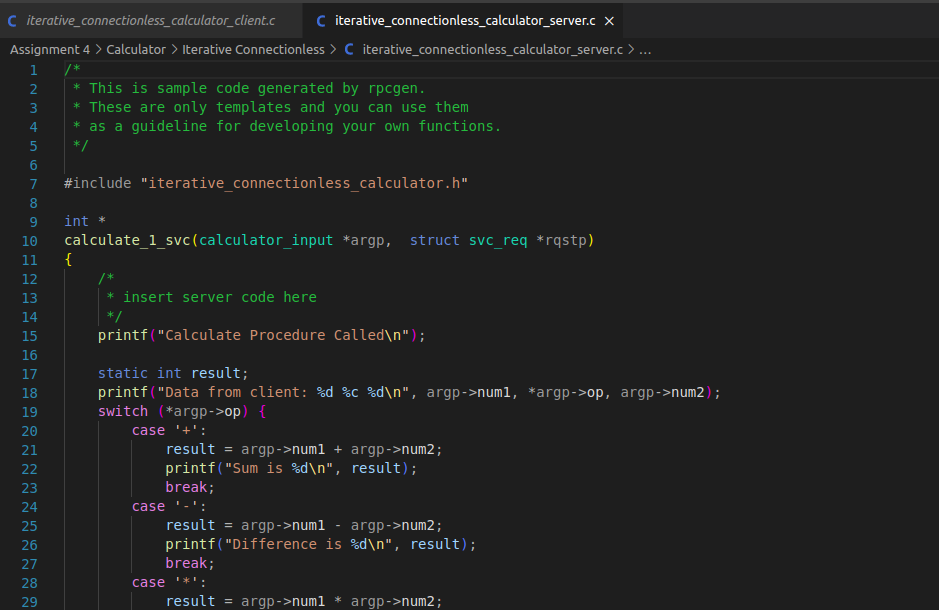 C iterative_connectionless_calculator_client.c C iterative_connectionless_calculator_server.c ×
Assignment 4 > Calculator > Iterative Connectionless > C iterative_connectionless_calculator_server.c > ...
1 /*
2  * This is sample code generated by rpcgen.
3  * These are only templates and you can use them
4  * as a guideline for developing your own functions.
5  */
6
7 #include "iterative_connectionless_calculator.h"
8
9 int *
10 calculate_1_svc(calculator_input *argp,  struct svc_req *rqstp)
11 {
12     /*
13      * insert server code here
14      */
15     printf("Calculate Procedure Called\n");
16
17     static int result;
18     printf("Data from client: %d %c %d\n", argp->num1, *argp->op, argp->num2);
19     switch (*argp->op) {
20         case '+':
21             result = argp->num1 + argp->num2;
22             printf("Sum is %d\n", result);
23             break;
24         case '-':
25             result = argp->num1 - argp->num2;
26             printf("Difference is %d\n", result);
27             break;
28         case '*':
29             result = argp->num1 * argp->num2;